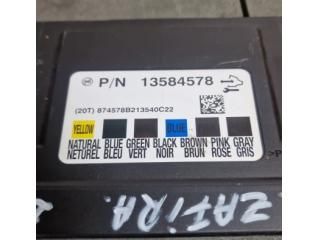 P/N 13584578
(20T) 874578B213540C22
YELLOW BLUE
NATURAL BLUE GREEN BLACK BROWN PINK GRAY
NETUREL BLEU VERT NOIR BRUN ROSE GRIS
>P
ZAFIRA